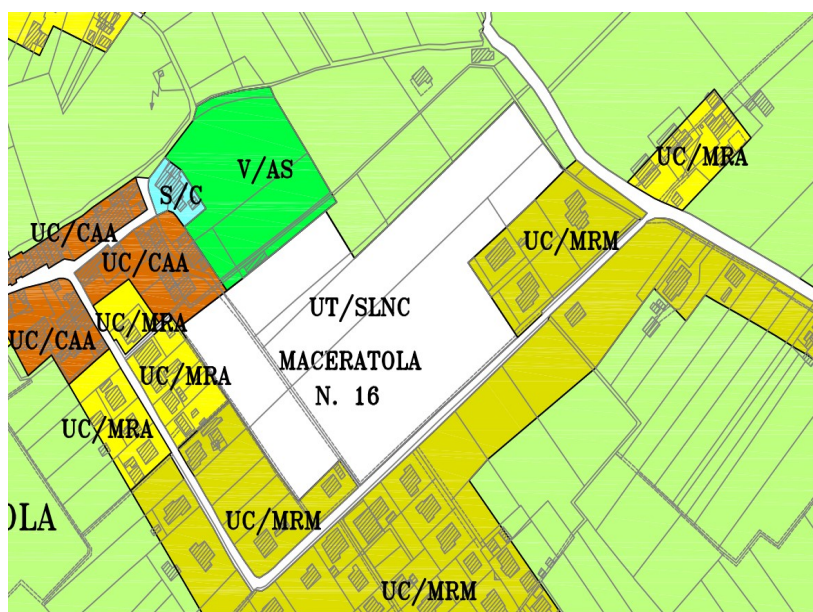 V/AS
UC/MRA
S/C
UC/CAA
UC/CAA
UC/MRM
UT/SLNC
UC/MRA
UC/CAA
MACERATOLA
UC/MRA
N. 16
UC/MRA
OLA
UC/MRM
UC/MRM